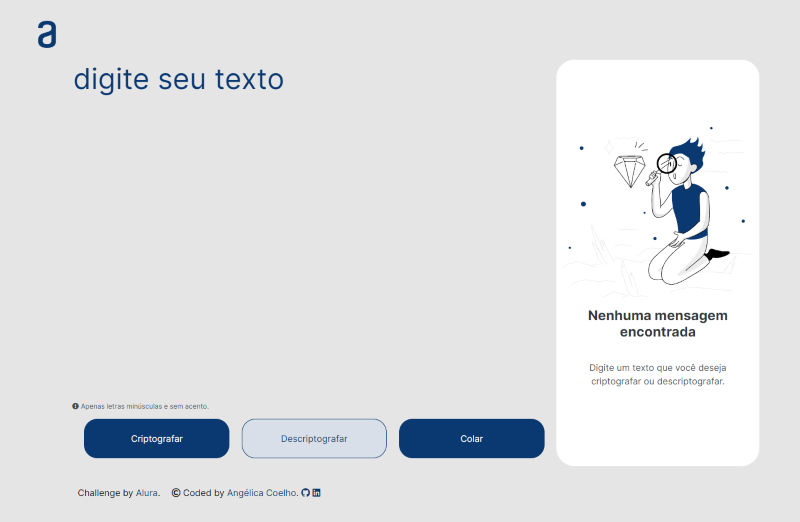 a
digite seu texto
Nenhuma mensagem
encontrada
Digite um texto que você deseja
criptografar ou descriptografar.
Apenas letras minúsculas e sem acento.
Criptografar
Descriptografar
Colar
Challenge by Alura. © Coded by Angélica Coelho.